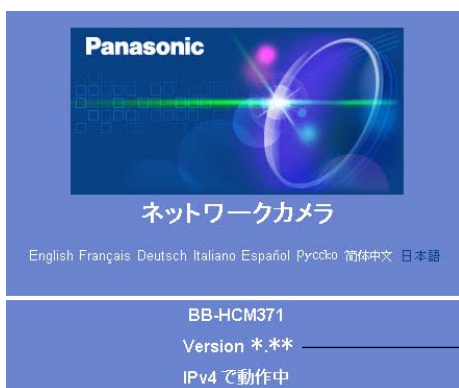 Panasonic
ネットワークカメラ
English Français Deutsch Italiano Español Русско 简体中文 日本語
BB-HCM371
Version *.**
IPv4 で動作中